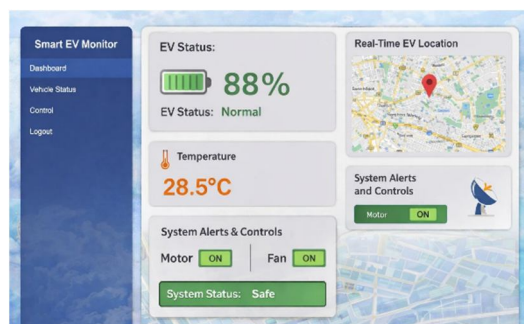 Smart EV Monitor
Dashboard
Vehicle Status
Control
Logout
EV Status:
88%
EV Status: Normal
Temperature
28.5°C
System Alerts & Controls
Motor ON Fan ON
System Status: Safe
Real-Time EV Location
System Alerts
and Controls
Motor ON